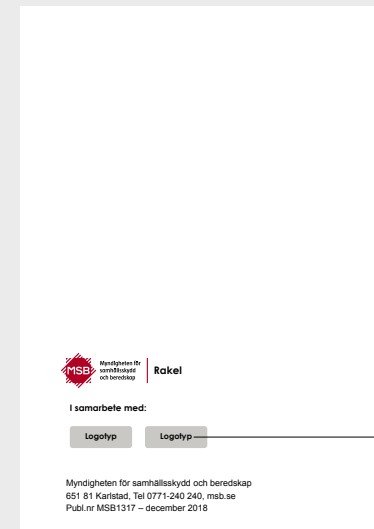 MSB
Myndigheten för
samhällsskydd
och beredskap
Rakel
I samarbete med:
Logotyp
Logotyp
Myndigheten för samhällsskydd och beredskap
651 81 Karlstad, Tel 0771-240 240, msb.se
Publ.nr MSB1317 – december 2018